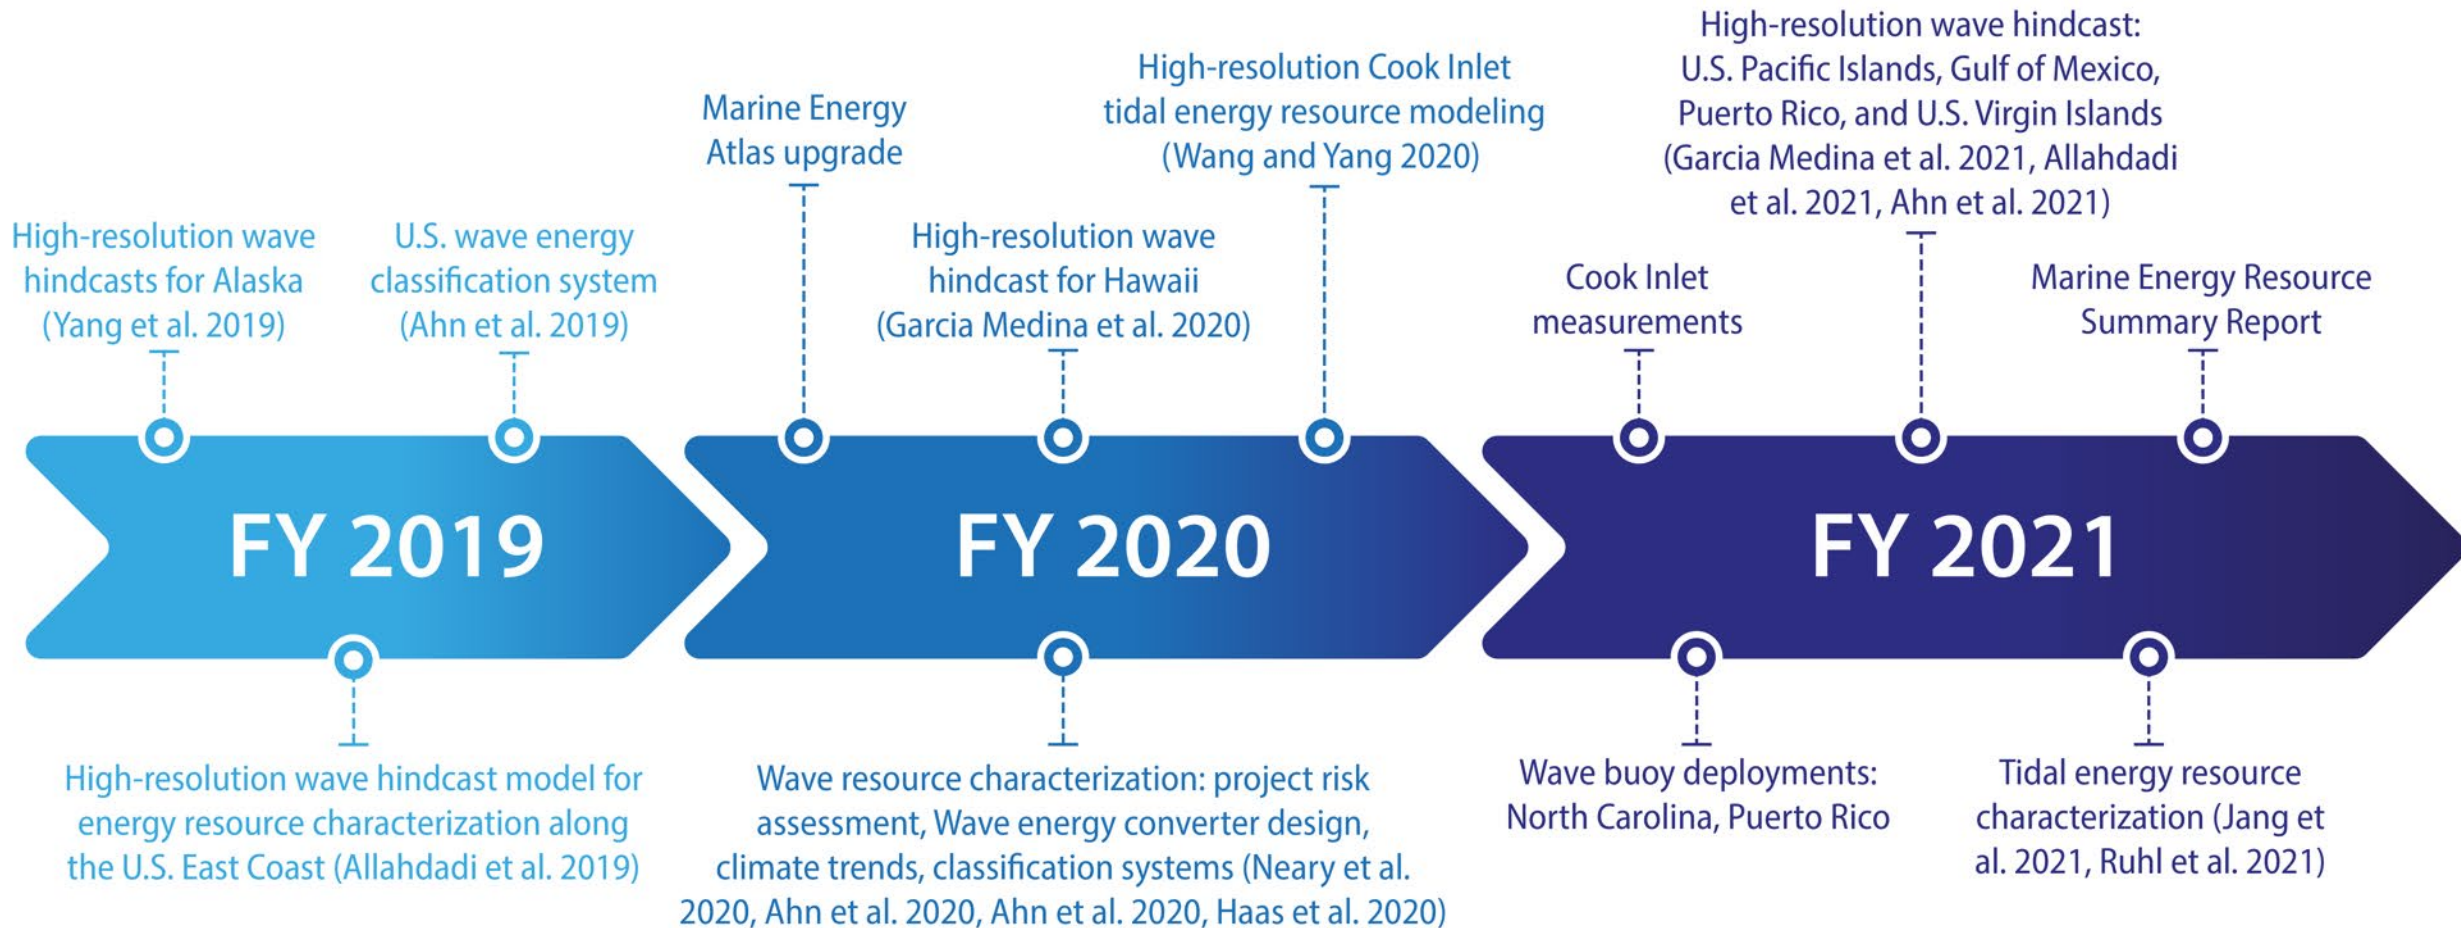 High-resolution wave
hindcasts for Alaska
(Yang et al. 2019)
U.S. wave energy
classification system
(Ahn et al. 2019)
Marine Energy
Atlas upgrade
High-resolution wave
hindcast for Hawaii
(Garcia Medina et al. 2020)
High-resolution Cook Inlet
tidal energy resource modeling
(Wang and Yang 2020)
Cook Inlet
measurements
High-resolution wave hindcast:
U.S. Pacific Islands, Gulf of Mexico,
Puerto Rico, and U.S. Virgin Islands
(Garcia Medina et al. 2021, Allahdadi
et al. 2021, Ahn et al. 2021)
Marine Energy Resource
Summary Report
FY 2019
FY 2020
FY 2021
High-resolution wave hindcast model for
energy resource characterization along
the U.S. East Coast (Allahdadi et al. 2019)
Wave resource characterization: project risk
assessment, Wave energy converter design,
climate trends, classification systems (Neary et al.
2020, Ahn et al. 2020, Ahn et al. 2020, Haas et al. 2020)
Wave buoy deployments:
North Carolina, Puerto Rico
Tidal energy resource
characterization (Jang et
al. 2021, Ruhl et al. 2021)